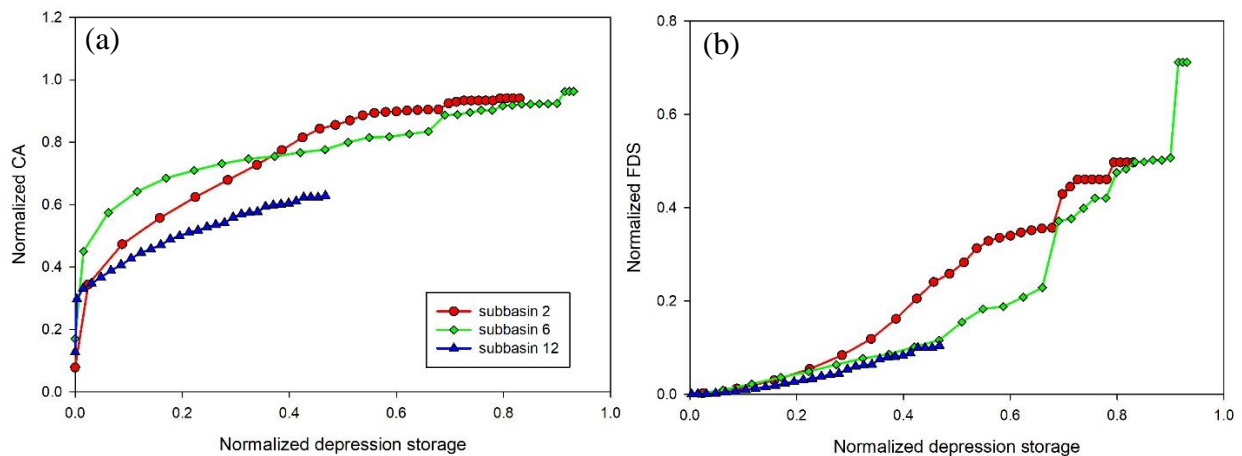 (a)
Normalized CA
1.2
1.0
0.8
0.6
0.4
0.2
0.0
0.0 0.2 0.4 0.6 0.8 1.0
Normalized depression storage
subbasin 2
subbasin 6
subbasin 12
(b)
Normalized FDS
0.8
0.6
0.4
0.2
0.0
0.0 0.2 0.4 0.6 0.8 1.0
Normalized depression storage